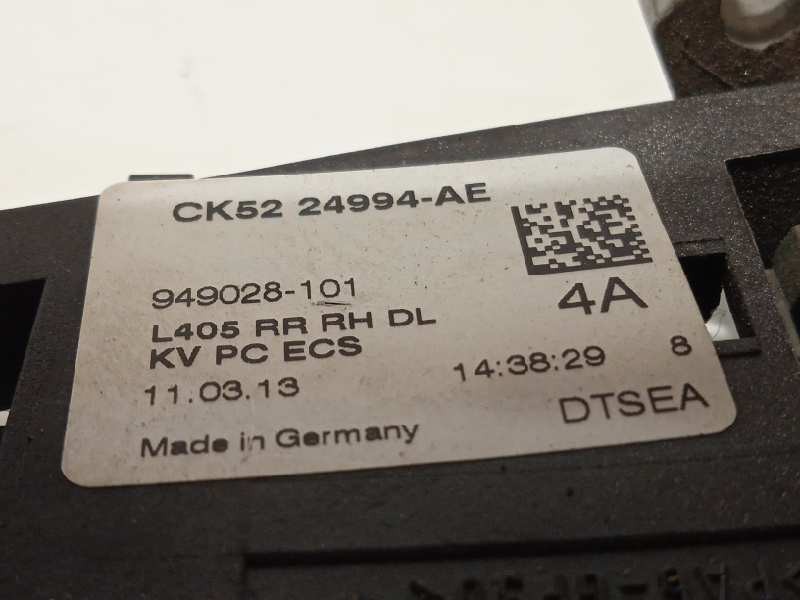 CK52 24994-AE
949028-101
4A
L405 RR RH DL
KV PC ECS
11.03.13 14:38:29 8
DTSEA
Made in Germany